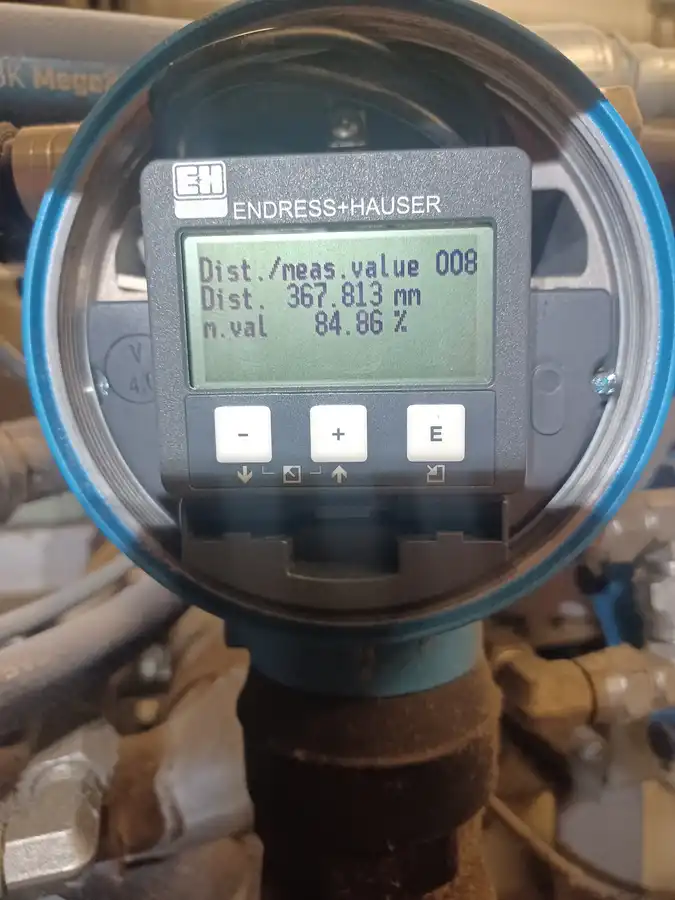 E+H
ENDRESS+HAUSER
Dist./meas.value 008
Dist. 367.813 mm
m.val 84.86 %
-
+
E